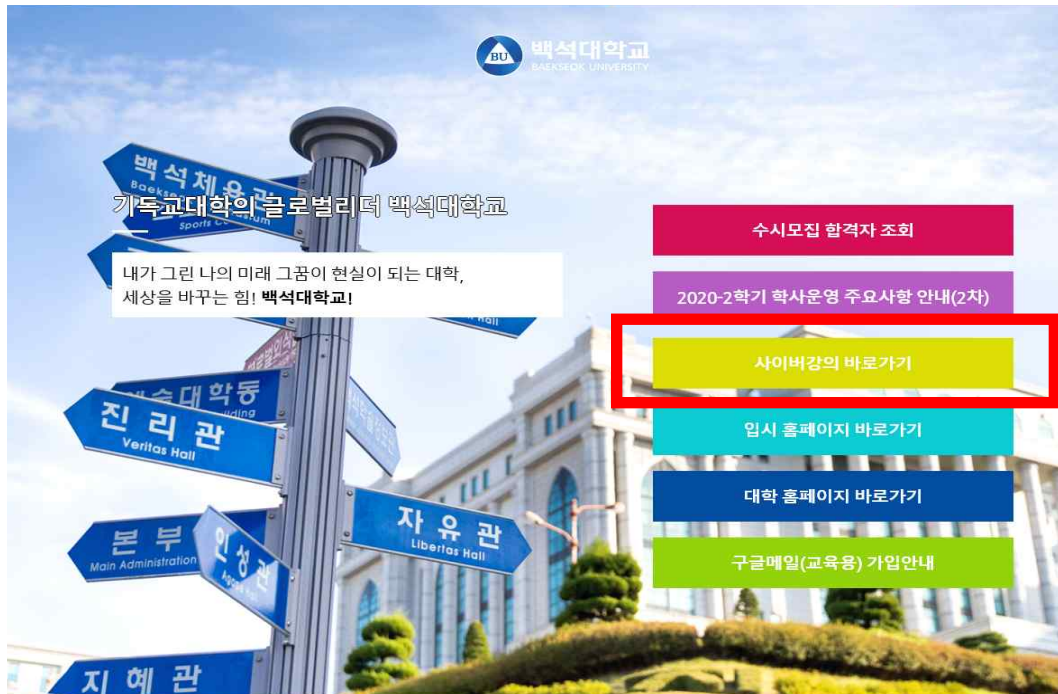 BU 백석대학교
BAEKSEOK UNIVERSITY
백석체육관
Sports
기독교대학의 글로벌리더 백석대학교
내가 그린 나의 미래 그꿈이 현실이 되는 대학,
세상을 바꾸는 힘! 백석대학교!
Hall
예술대학동
진리관
Veritas Hall
자유관
Libertas Hall
본부
Main Administration
인성관
Agape Hall
지혜관
수시모집 합격자 조회
2020-2학기 학사운영 주요사항 안내(2차)
사이버강의 바로가기
입시 홈페이지 바로가기
대학 홈페이지 바로가기
구글메일(교육용) 가입안내